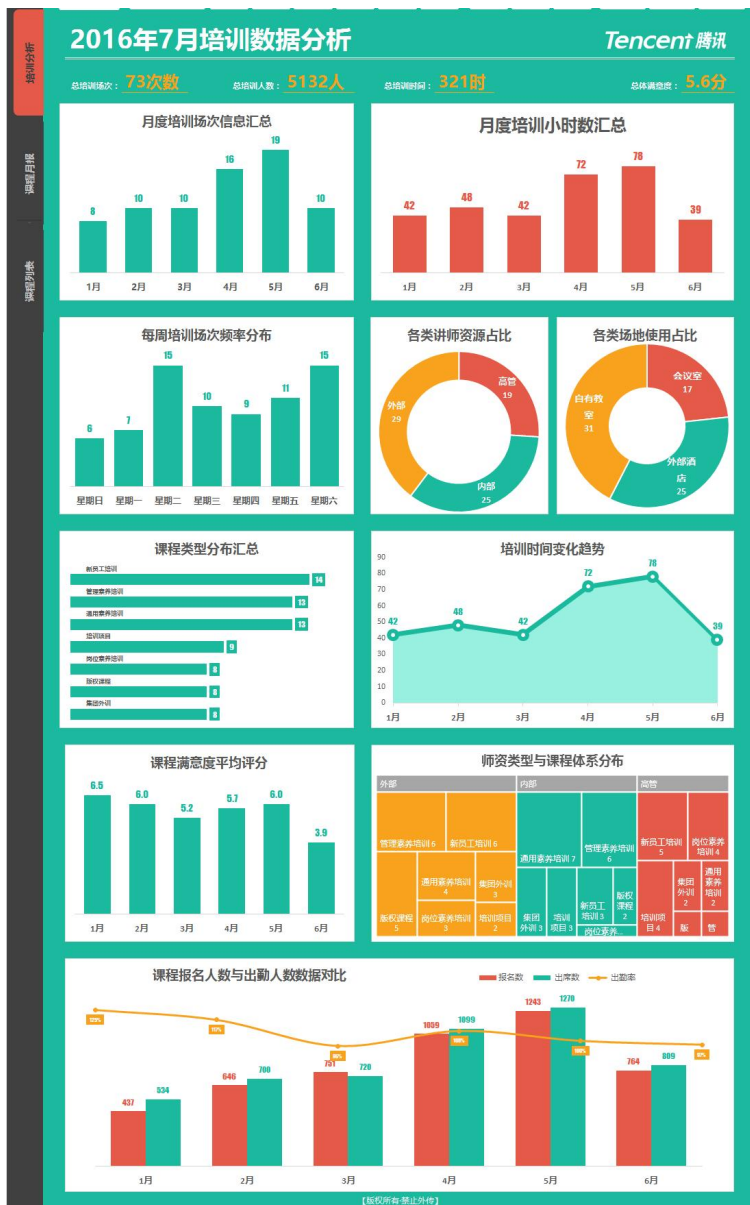 培训分析
课程月报
课程列表
2016年7月培训数据分析
Tencent 腾讯
总培训场次： 73次数
总培训人数： 5132人
总培训时间： 321时
总体满意度： 5.6分
月度培训场次信息汇总
8
10
10
16
19
10
1月
2月
3月
4月
5月
6月
月度培训小时数汇总
42
48
42
72
78
39
1月
2月
3月
4月
5月
6月
每周培训场次频率分布
6
7
15
10
9
11
15
星期日
星期一
星期二
星期三
星期四
星期五
星期六
各类讲师资源占比
高管
19
外部
29
内部
25
各类场地使用占比
会议室
17
自有教
室
31
外部酒
店
25
课程类型分布汇总
新员工培训
14
管理素养培训
13
通用素养培训
13
培训项目
9
岗位素养培训
8
版权课程
8
集团外训
8
培训时间变化趋势
90
80
70
60
50
40
30
20
10
0
42
48
42
72
78
39
1月
2月
3月
4月
5月
6月
课程满意度平均评分
6.5
6.0
5.2
5.7
6.0
3.9
1月
2月
3月
4月
5月
6月
师资类型与课程体系分布
外部
管理素养培训 6
新员工培训 6
版权课程
5
通用素养培训
4
集团外训
3
岗位素养培训
3
培训项目
2
内部
通用素养培训 7
管理素养培训
6
集团
外训 3
培训
项目 3
新员工
培训 3
版权
课程
2
岗位素养...
高管
新员工培训
5
岗位素养
培训 4
培训项
目 4
集团
外训
2
通用
素养
培训
2
版
管
课程报名人数与出勤人数数据对比
报名数
出席数
出勤率
437
534
646
700
751
720
1059
1099
1243
1270
764
809
1月
2月
3月
4月
5月
6月
【版权所有·禁止外传】